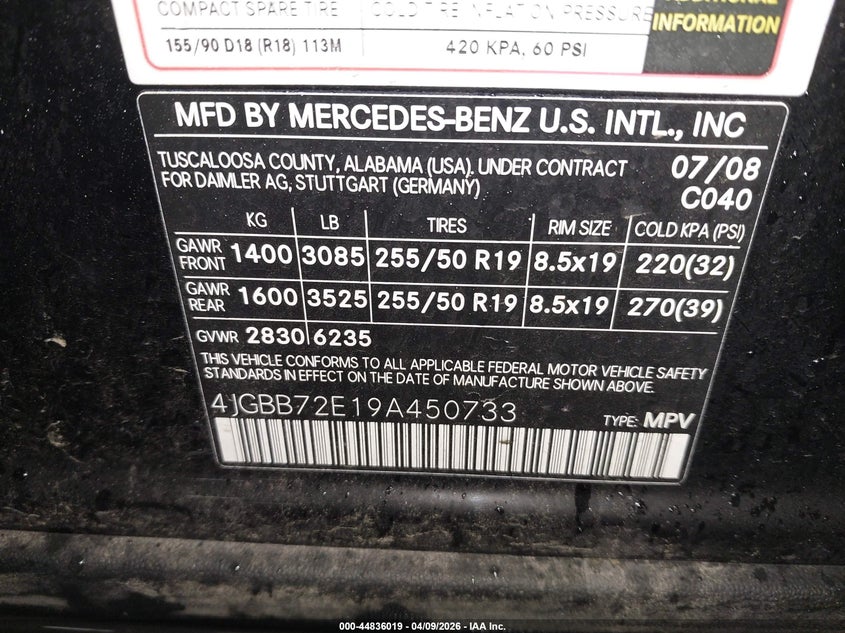 COMPACT SPARE TIRE COLD TIRE INFLATION PRESSURE
155/90 D18 (R18) 113M 420 KPA, 60 PSI
ADDITIONAL
INFORMATION
MFD BY MERCEDES-BENZ U.S. INTL., INC
TUSCALOOSA COUNTY, ALABAMA (USA). UNDER CONTRACT 07/08
FOR DAIMLER AG, STUTTGART (GERMANY) C040
KG LB TIRES RIM SIZE COLD KPA (PSI)
GAWR FRONT 1400 3085 255/50 R19 8.5x19 220(32)
GAWR REAR 1600 3525 255/50 R19 8.5x19 270(39)
GVWR 2830 6235
THIS VEHICLE CONFORMS TO ALL APPLICABLE FEDERAL MOTOR VEHICLE SAFETY
STANDARDS IN EFFECT ON THE DATE OF MANUFACTURE SHOWN ABOVE.
4JGBB72E19A450733 TYPE: MPV
000-44836019 - 04/09/2026 - IAA Inc.